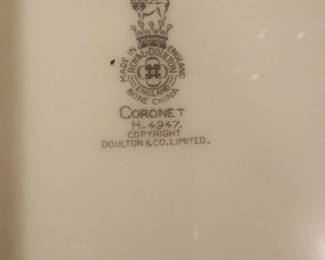 MADE IN ENGLAND
ROYAL·DOULTON
ENGLAND
BONE CHINA
CORONET
H.4947.
COPYRIGHT
DOULTON & CO. LIMITED.